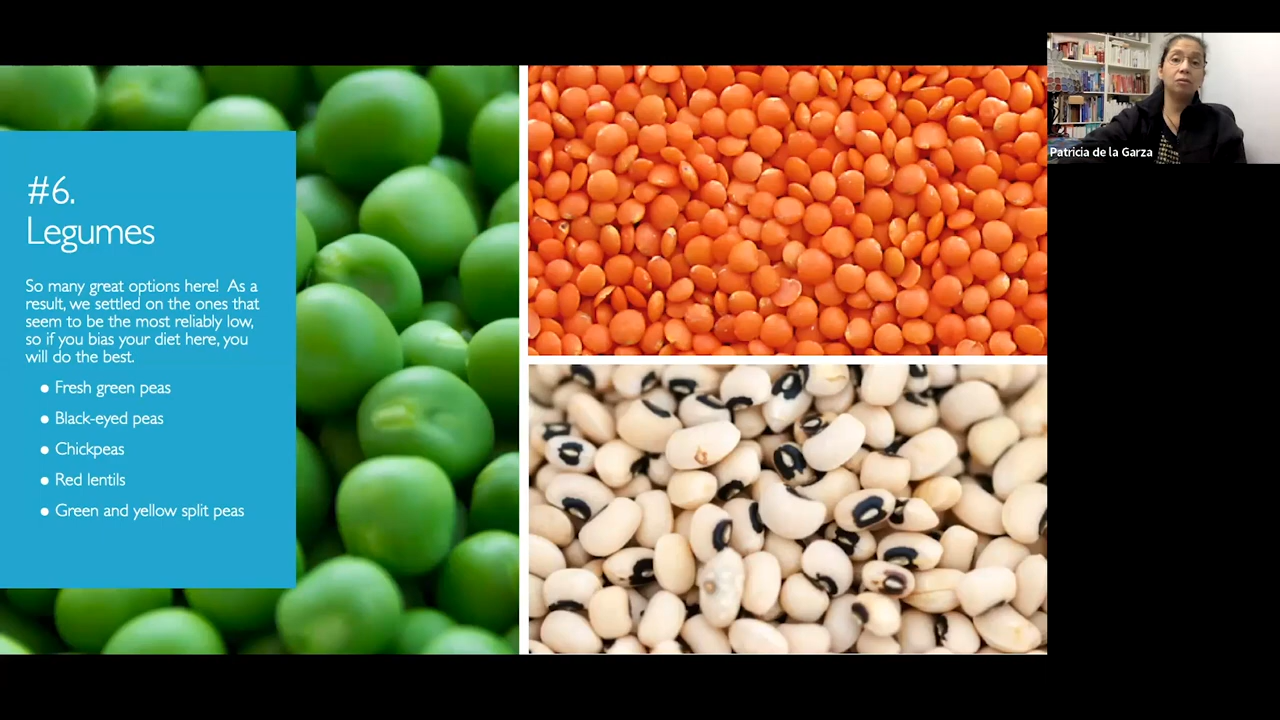 #6.
Legumes
So many great options here! As a
result, we settled on the ones that
seem to be the most reliably low,
so if you bias your diet here, you
will do the best.
● Fresh green peas
● Black-eyed peas
● Chickpeas
● Red lentils
● Green and yellow split peas
Patricia de la Garza